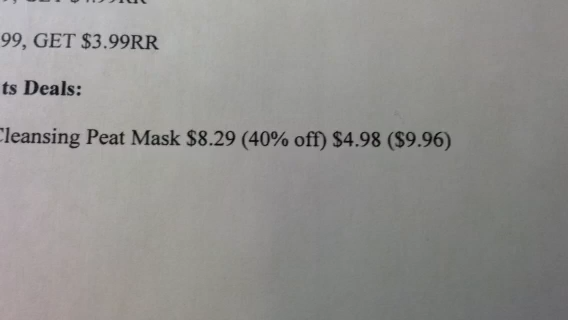 99, GET $3.99RR
ts Deals:
Cleansing Peat Mask $8.29 (40% off) $4.98 ($9.96)